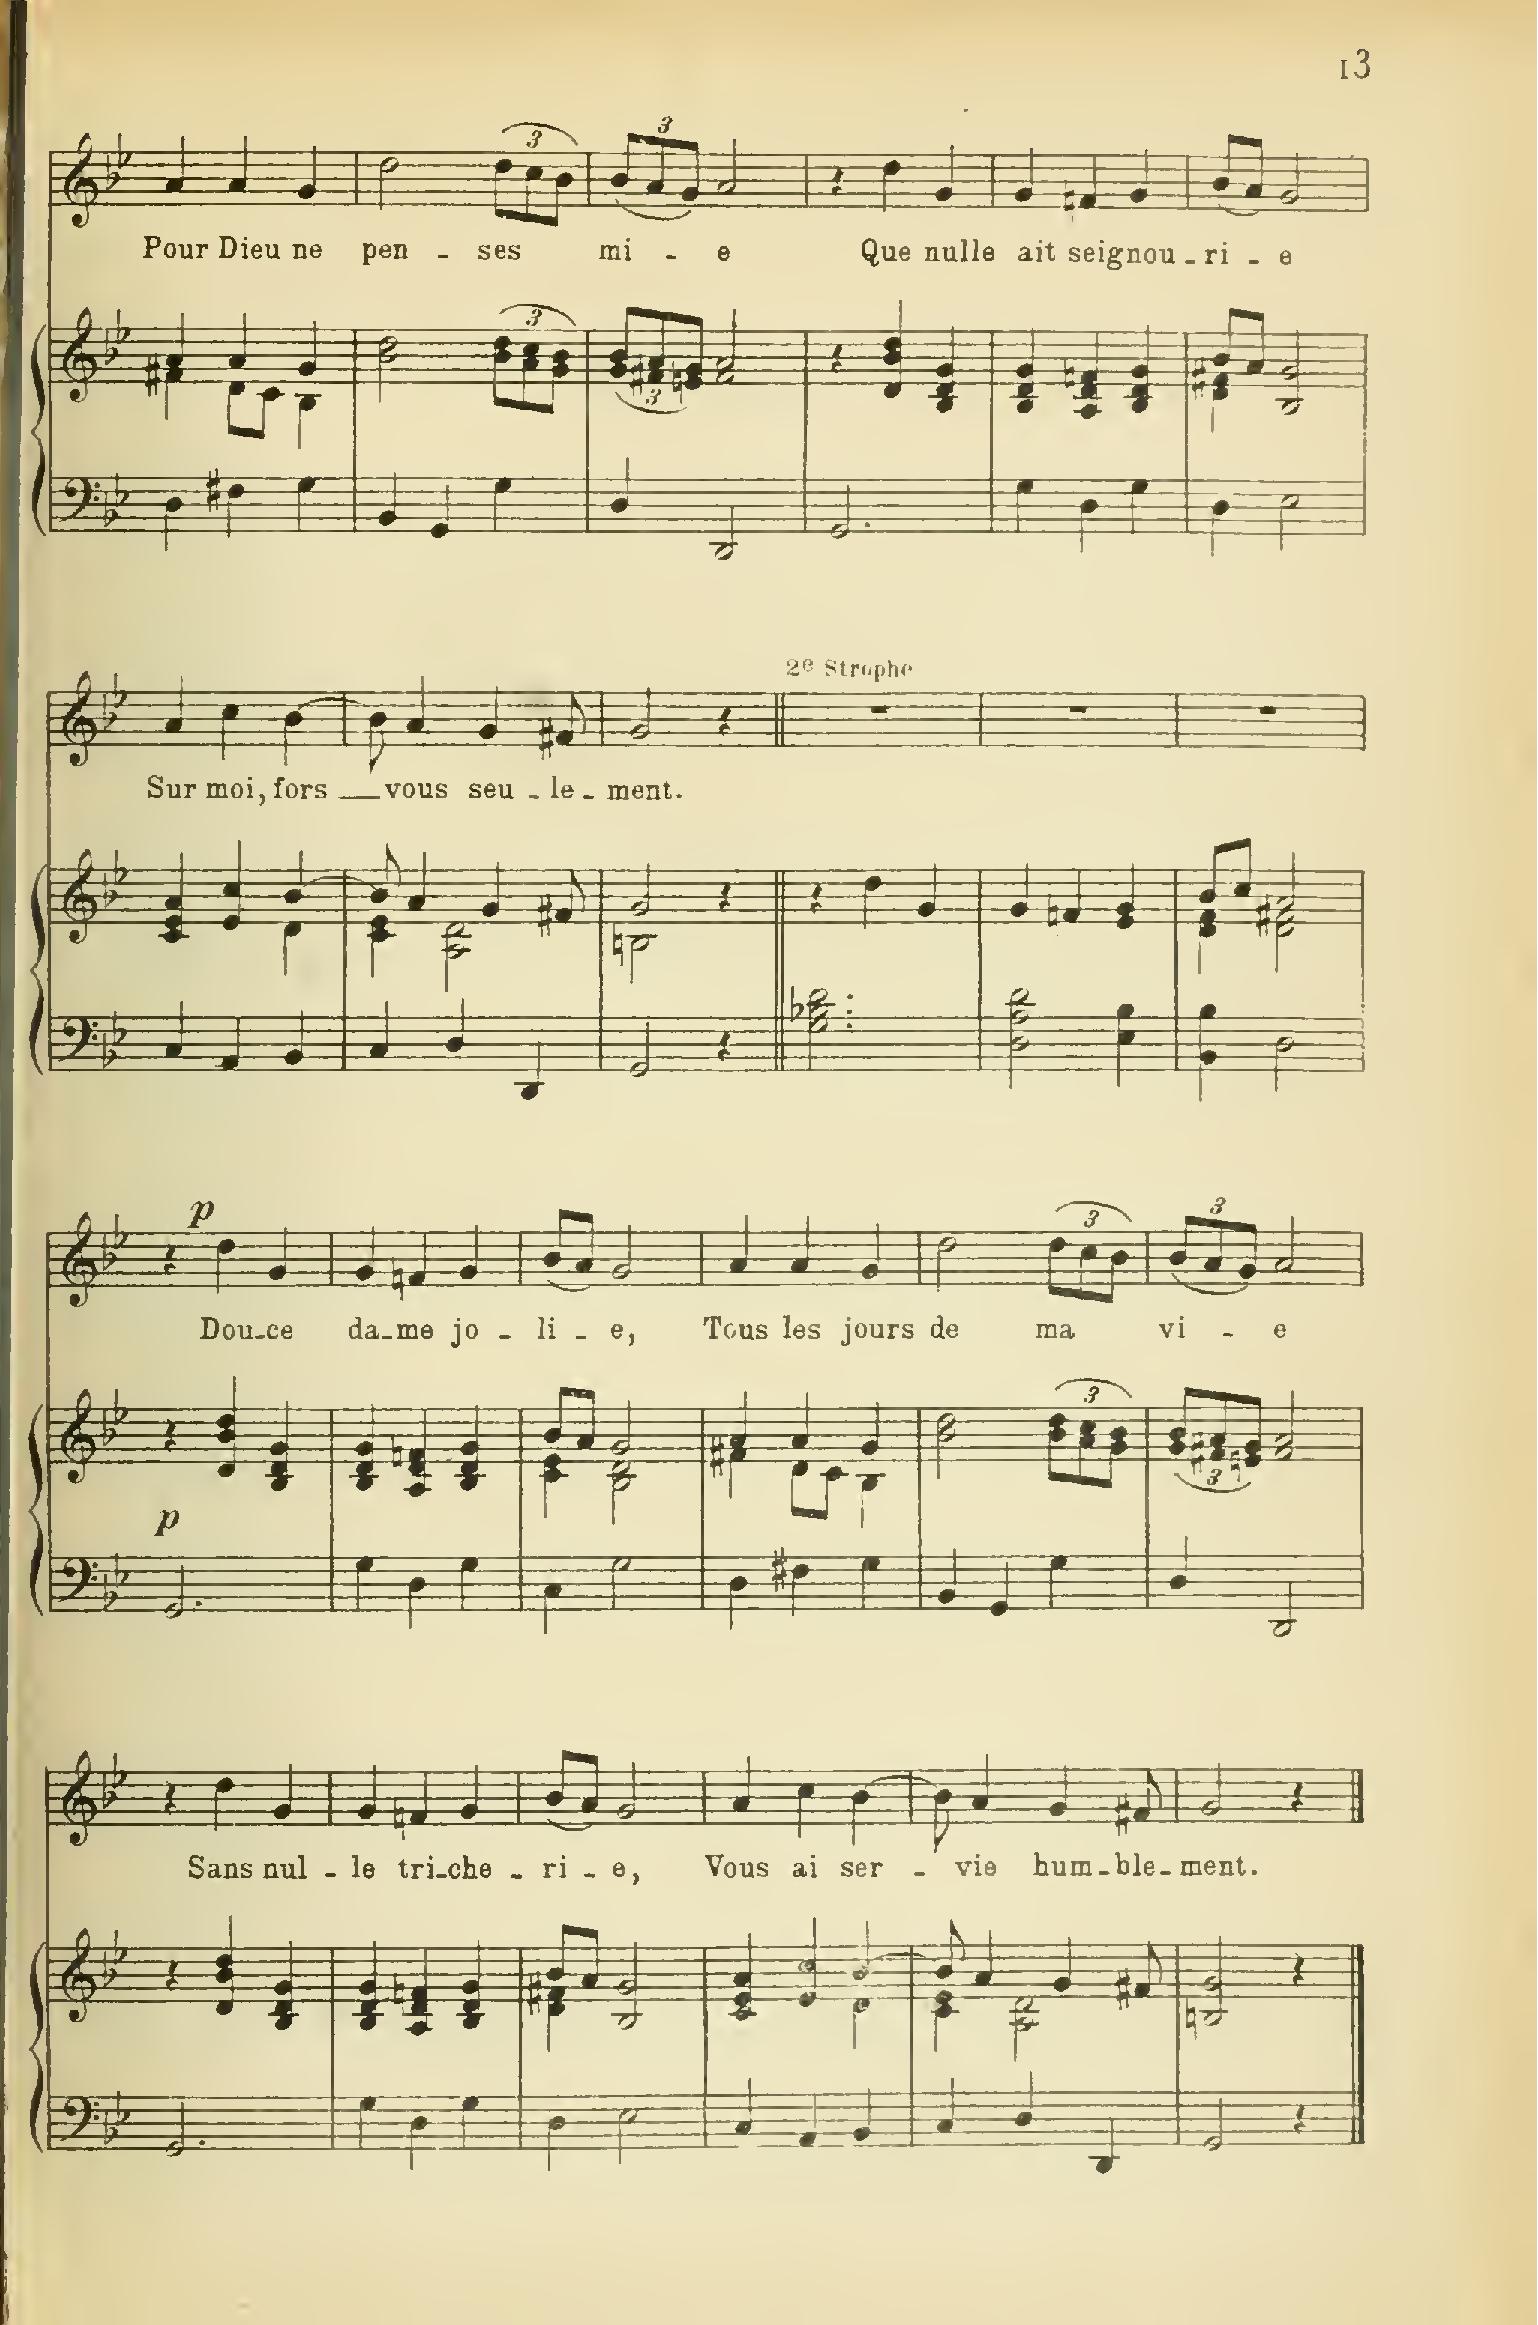 13
3
3
Pour Dieu ne pen - ses mi - e Que nulle ait seignou - ri - e
3
3
2e Strophe
Sur moi, fors — vous seu - le - ment.
p
3
3
Dou-ce da-me jo - li - e, Tous les jours de ma vi - e
3
3
p
Sans nul - le tri-che - ri - e, Vous ai ser - vie hum-ble-ment.